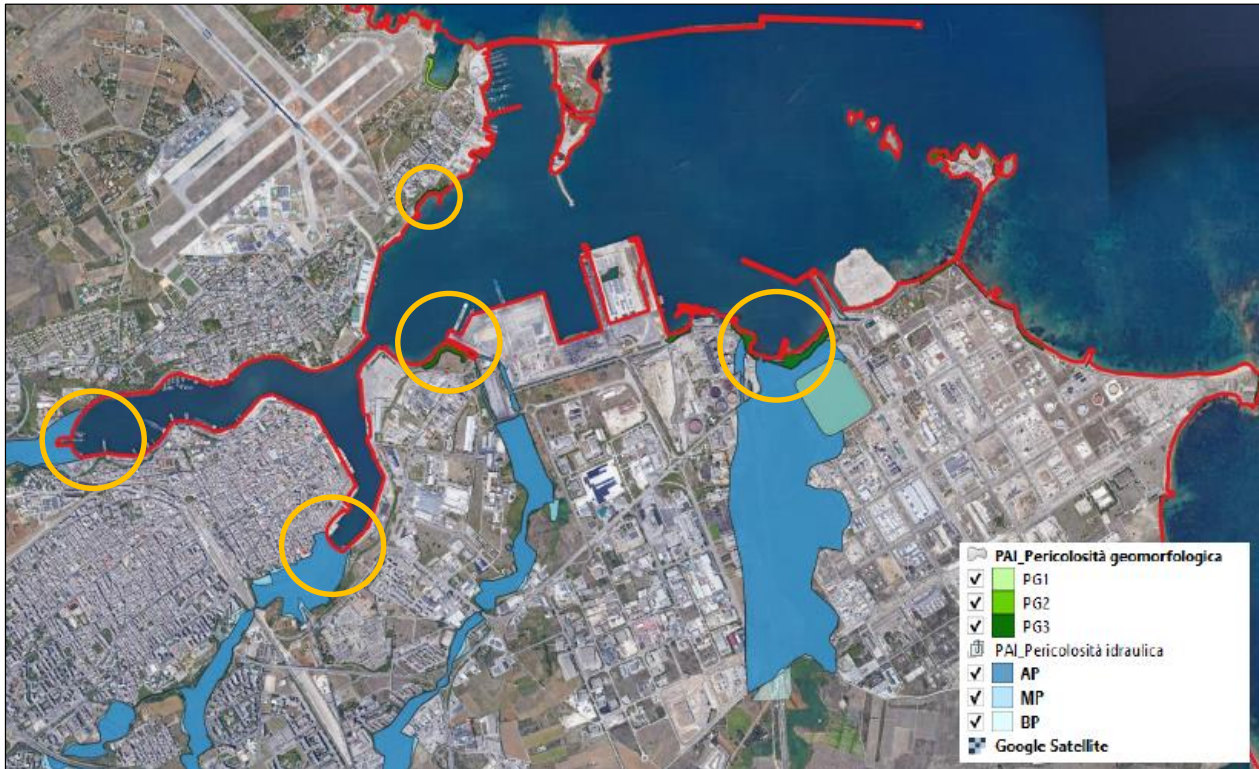 PAI_Pericolosità geomorfologica
PG1
PG2
PG3
PAI_Pericolosità idraulica
AP
MP
BP
Google Satellite